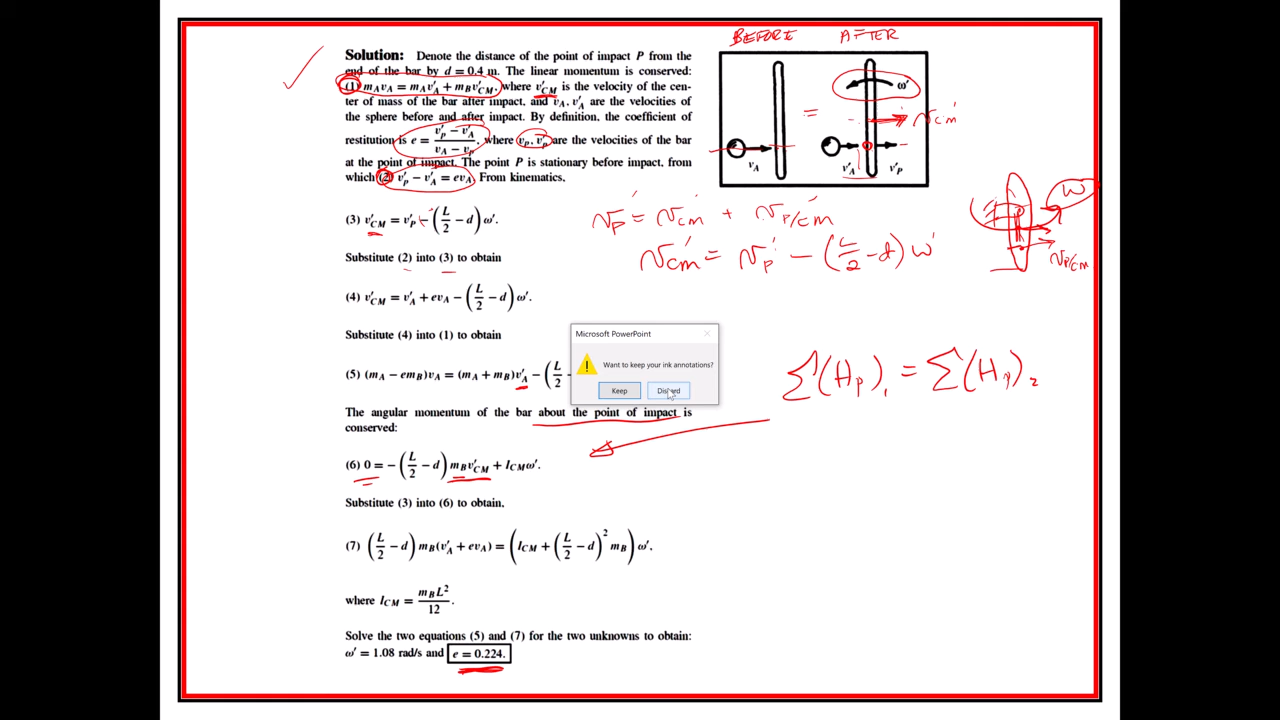 Solution: Denote the distance of the point of impact P from the
end of the bar by d = 0.4 m. The linear momentum is conserved:
(1) m_A v_A = m_A v'_A + m_B v'_CM, where v'_CM is the velocity of the cen-
ter of mass of the bar after impact, and v_A, v'_A are the velocities of
the sphere before and after impact. By definition, the coefficient of
restitution is e = (v'_P − v'_A)/(v_A − v_P), where v_P, v'_P are the velocities of the bar
at the point of impact. The point P is stationary before impact, from
which (2) v'_P − v'_A = ev_A. From kinematics,
(3) v'_CM = v'_P − (L/2 − d) ω'.
Substitute (2) into (3) to obtain
(4) v'_CM = v'_A + ev_A − (L/2 − d) ω'.
Substitute (4) into (1) to obtain
(5) (m_A − em_B)v_A = (m_A + m_B)v'_A − (L
The angular momentum of the bar about the point of impact is
conserved:
(6) 0 = −(L/2 − d) m_B v'_CM + I_CM ω'.
Substitute (3) into (6) to obtain,
(7) (L/2 − d) m_B(v'_A + ev_A) = (I_CM + (L/2 − d)² m_B) ω',
where I_CM = m_B L²/12.
Solve the two equations (5) and (7) for the two unknowns to obtain:
ω' = 1.08 rad/s and e = 0.224.
BEFORE AFTER
ω'
v'cm
v_A v'_A v'_P
v_P' = v_cm' + v_P/cm'
v_cm' = v_P' − (L/2 − d) ω'
ω'
v_P/cm
Σ(H_P)₁ = Σ(H_P)₂
Microsoft PowerPoint
Want to keep your ink annotations?
Keep Discard